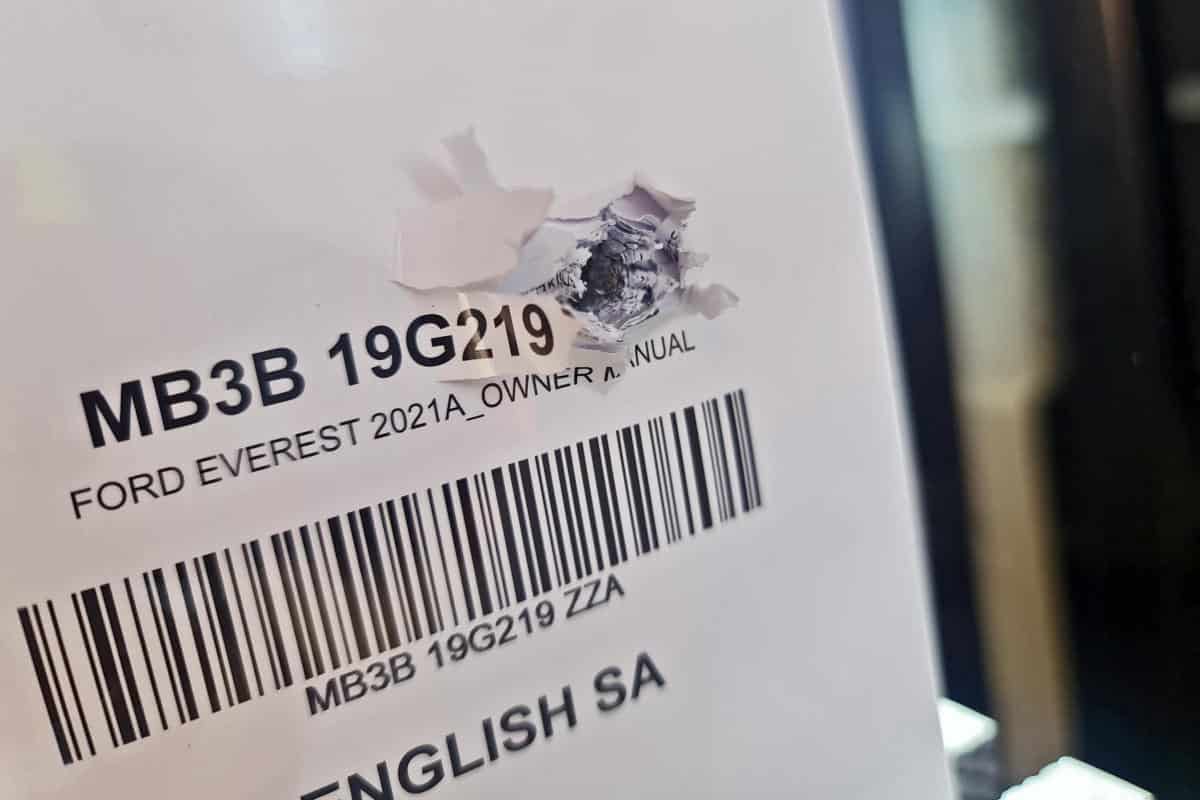 MB3B 19G219
FORD EVEREST 2021A_OWNER MANUAL
MB3B 19G219 ZZA
ENGLISH SA